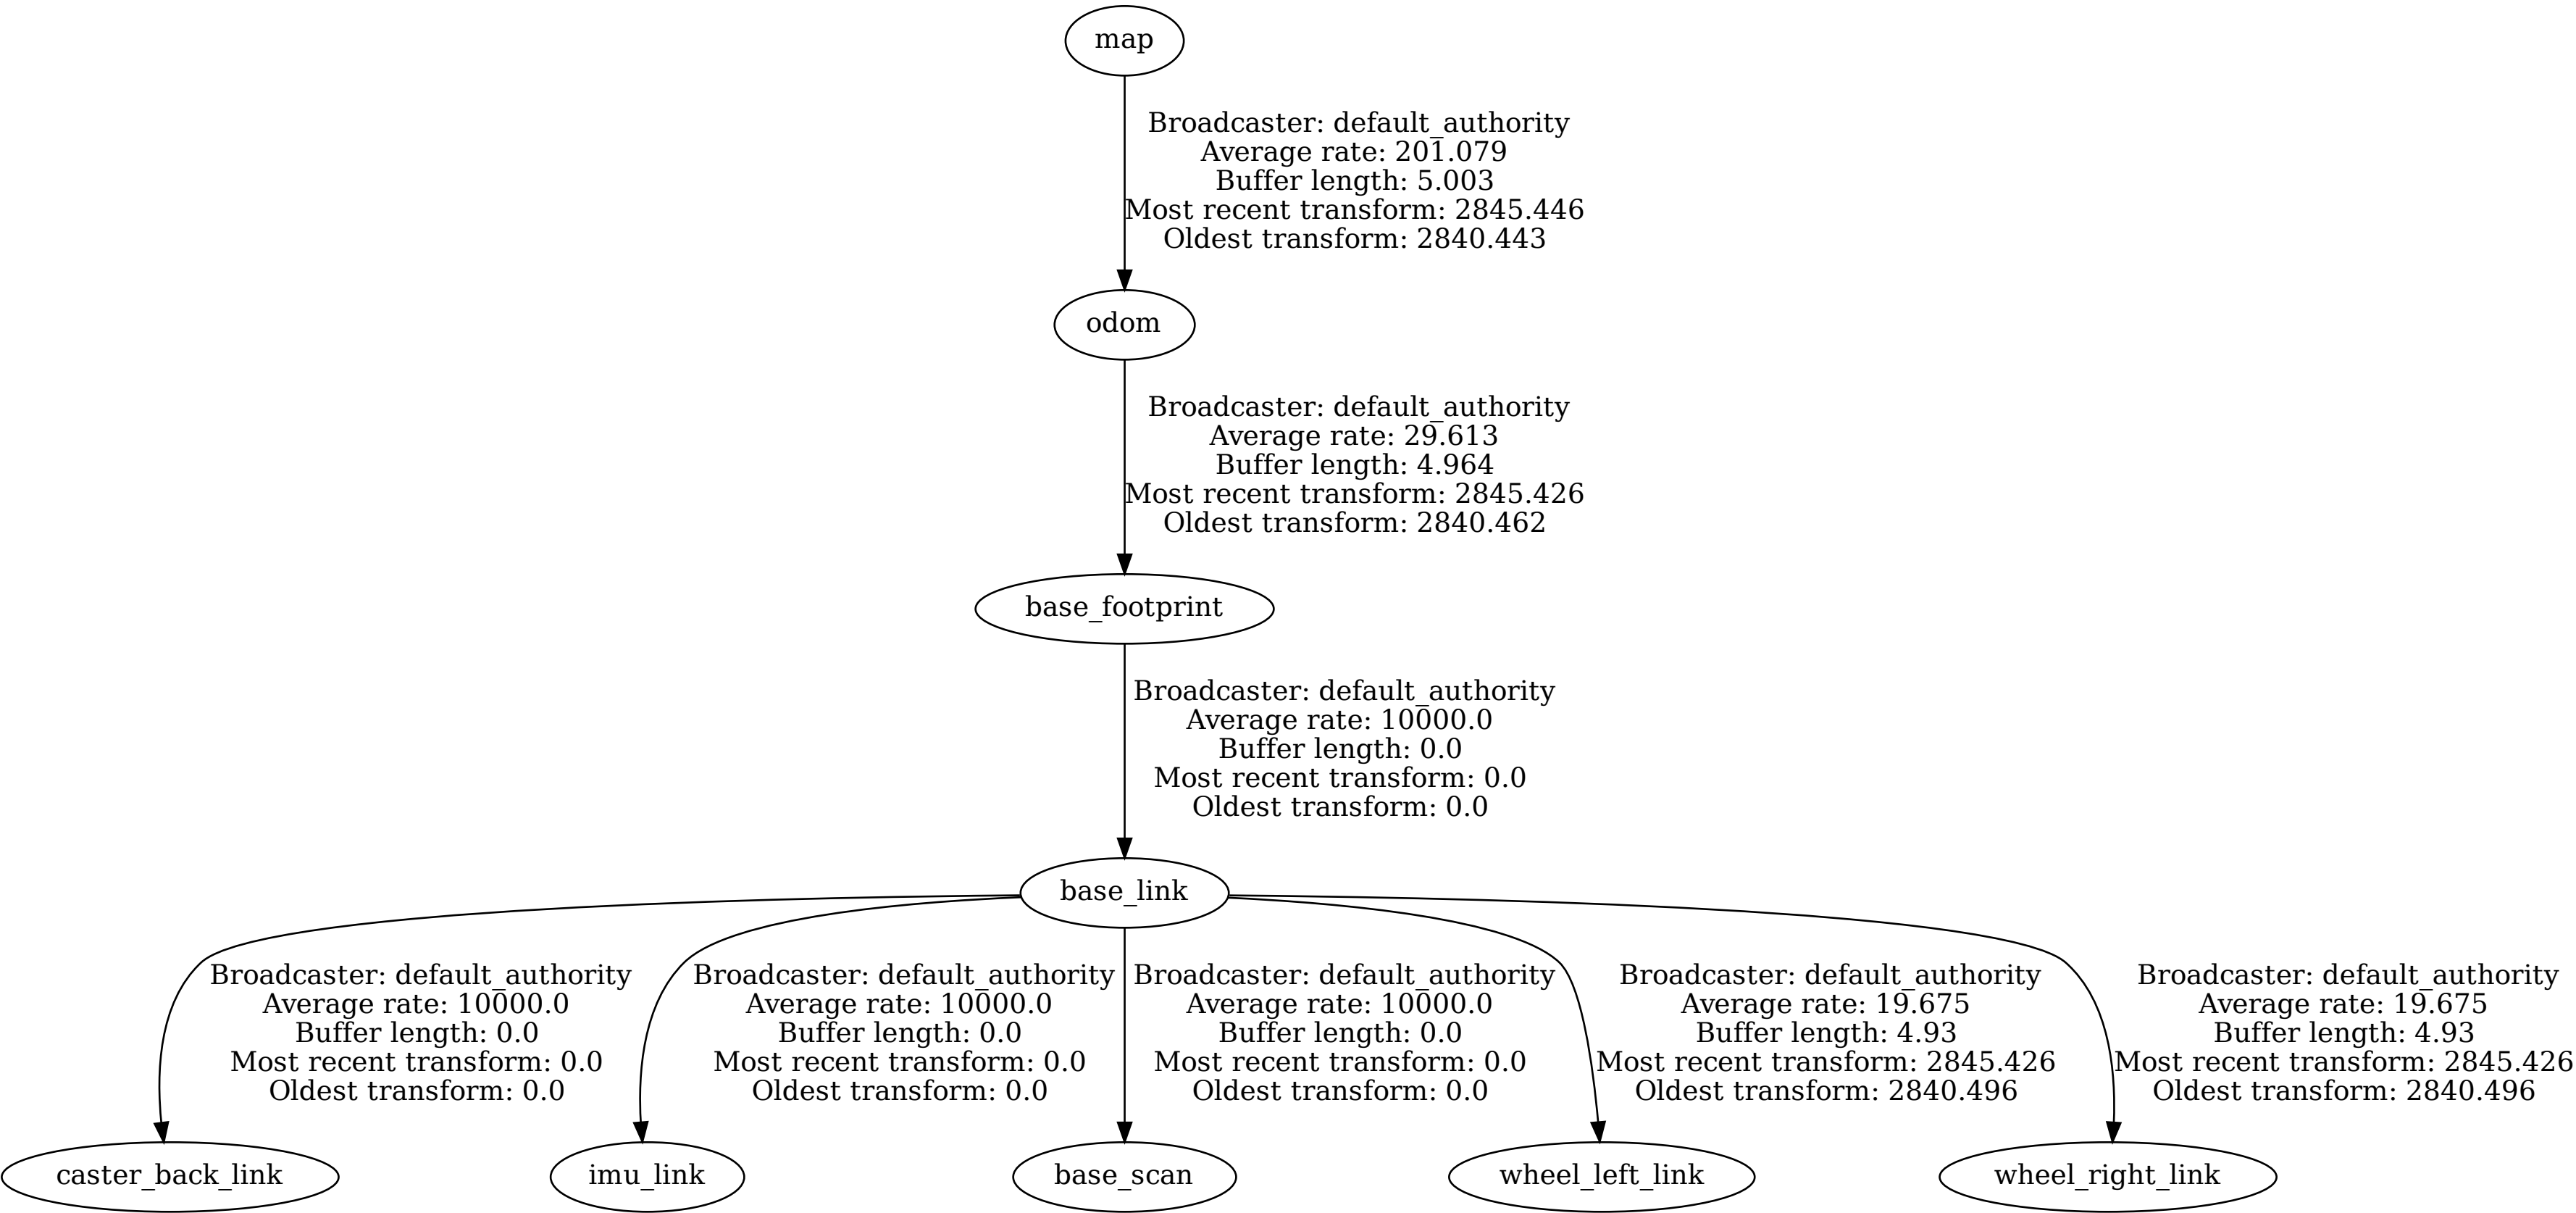 map
Broadcaster: default_authority
Average rate: 201.079
Buffer length: 5.003
Most recent transform: 2845.446
Oldest transform: 2840.443
odom
Broadcaster: default_authority
Average rate: 29.613
Buffer length: 4.964
Most recent transform: 2845.426
Oldest transform: 2840.462
base_footprint
Broadcaster: default_authority
Average rate: 10000.0
Buffer length: 0.0
Most recent transform: 0.0
Oldest transform: 0.0
base_link
Broadcaster: default_authority
Average rate: 10000.0
Buffer length: 0.0
Most recent transform: 0.0
Oldest transform: 0.0
Broadcaster: default_authority
Average rate: 10000.0
Buffer length: 0.0
Most recent transform: 0.0
Oldest transform: 0.0
Broadcaster: default_authority
Average rate: 10000.0
Buffer length: 0.0
Most recent transform: 0.0
Oldest transform: 0.0
Broadcaster: default_authority
Average rate: 19.675
Buffer length: 4.93
Most recent transform: 2845.426
Oldest transform: 2840.496
Broadcaster: default_authority
Average rate: 19.675
Buffer length: 4.93
Most recent transform: 2845.426
Oldest transform: 2840.496
caster_back_link
imu_link
base_scan
wheel_left_link
wheel_right_link